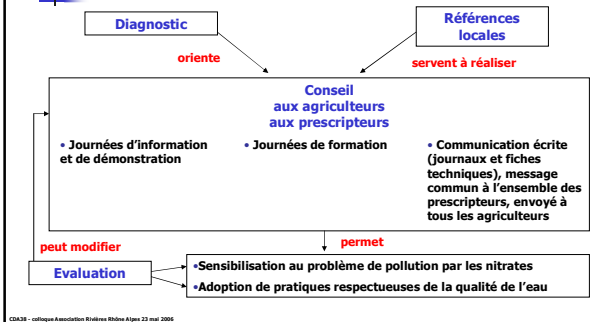 Diagnostic
Références
locales
oriente
servent à réaliser
Conseil
aux agriculteurs
aux prescripteurs
• Journées d’information
et de démonstration
• Journées de formation
• Communication écrite
(journaux et fiches
techniques), message
commun à l’ensemble des
prescripteurs, envoyé à
tous les agriculteurs
peut modifier
permet
Evaluation
•Sensibilisation au problème de pollution par les nitrates
•Adoption de pratiques respectueuses de la qualité de l’eau
CDA38 – colloque Association Rivières Rhône Alpes 23 mai 2006